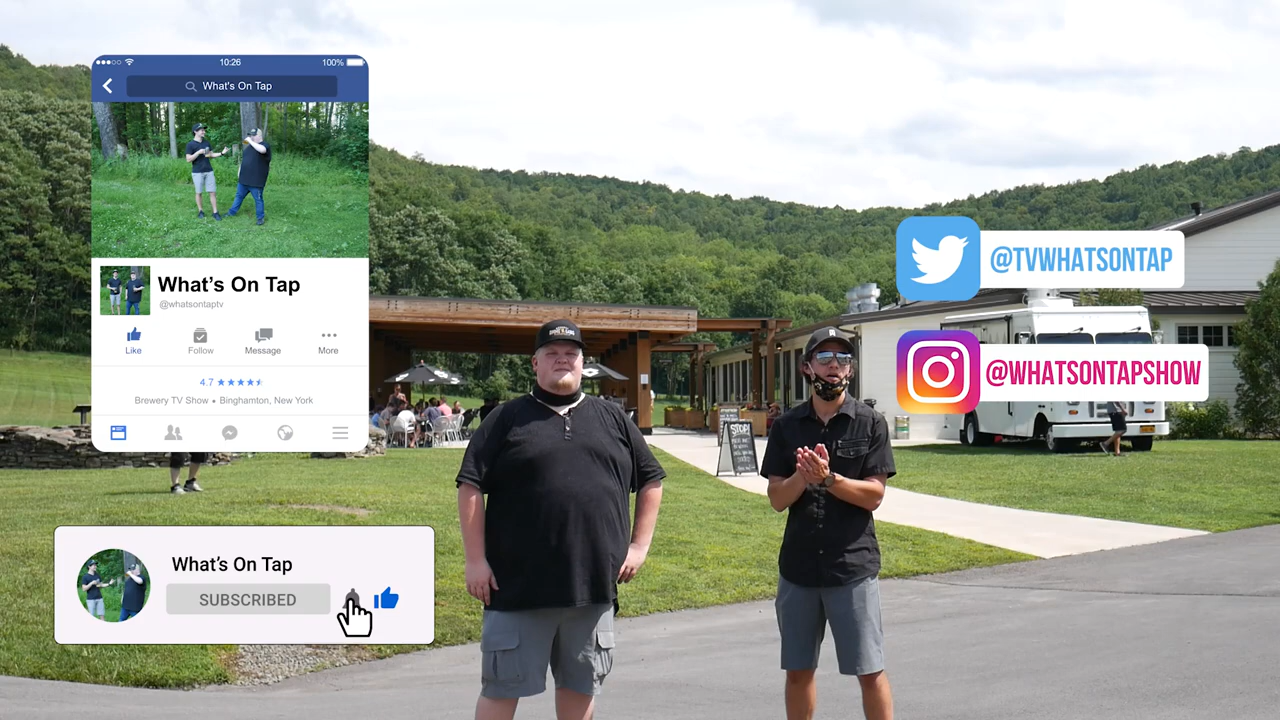 10:26
100%
What's On Tap
What's On Tap
@whatsontaptv
Like
Follow
Message
More
4.7
Brewery TV Show • Binghamton, New York
What's On Tap
SUBSCRIBED
@TVWHATSONTAP
@WHATSONTAPSHOW
STOP!